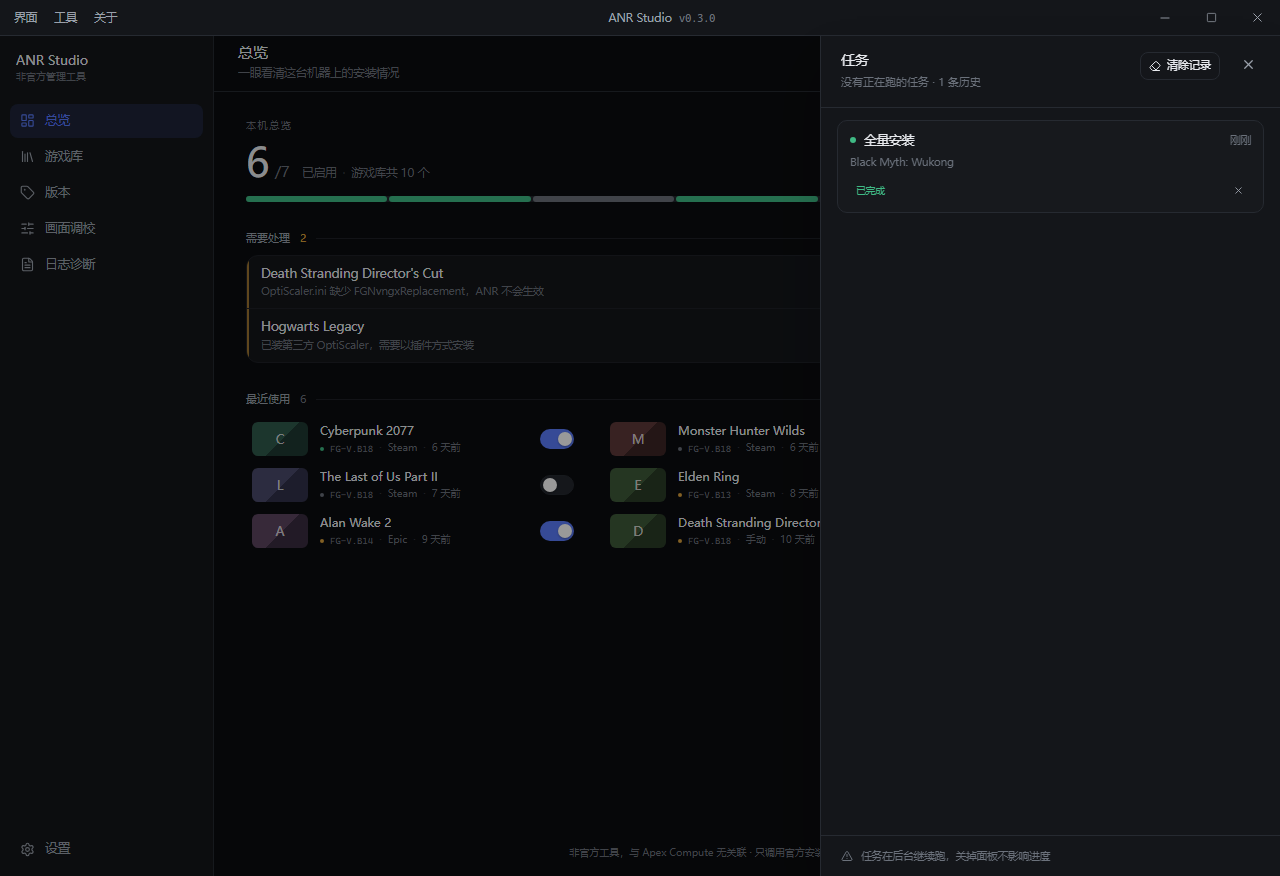 界面 工具 关于
ANR Studio v0.3.0
ANR Studio
非官方管理工具
总览
游戏库
版本
画面调校
日志诊断
设置
总览
一眼看清这台机器上的安装情况
本机总览
6 /7 已启用 · 游戏库共 10 个
需要处理 2
Death Stranding Director's Cut
OptiScaler.ini 缺少 FGNvngxReplacement，ANR 不会生效
Hogwarts Legacy
已装第三方 OptiScaler，需要以插件方式安装
最近使用 6
C
Cyberpunk 2077
FG-V.B18 · Steam · 6 天前
M
Monster Hunter Wilds
FG-V.B18 · Steam · 6 天前
L
The Last of Us Part II
FG-V.B18 · Steam · 7 天前
E
Elden Ring
FG-V.B13 · Steam · 8 天前
A
Alan Wake 2
FG-V.B14 · Epic · 9 天前
D
Death Stranding Director
FG-V.B18 · 手动 · 10 天前
非官方工具，与 Apex Compute 无关联 · 只调用官方安装
任务
没有正在跑的任务 · 1 条历史
清除记录
全量安装
刚刚
Black Myth: Wukong
已完成
任务在后台继续跑，关掉面板不影响进度